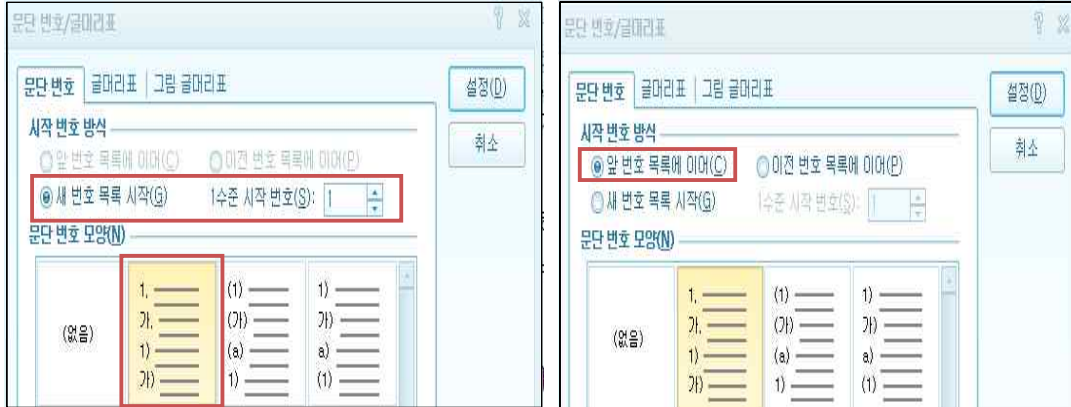 문단 번호/글머리표
문단 번호 글머리표 그림 글머리표
설정(D)
시작 번호 방식
취소
앞 번호 목록에 이어(C) 이전 번호 목록에 이어(P)
새 번호 목록 시작(G) 1수준 시작 번호(S): 1
문단 번호 모양(N)
(없음)
1.
가.
1)
가)
(1)
(가)
(a)
1)
1)
가)
a)
(1)
문단 번호/글머리표
문단 번호 글머리표 그림 글머리표
설정(D)
시작 번호 방식
취소
앞 번호 목록에 이어(C) 이전 번호 목록에 이어(P)
새 번호 목록 시작(G) 1수준 시작 번호(S): 1
문단 번호 모양(N)
(없음)
1.
가.
1)
가)
(1)
(가)
(a)
1)
1)
가)
a)
(1)